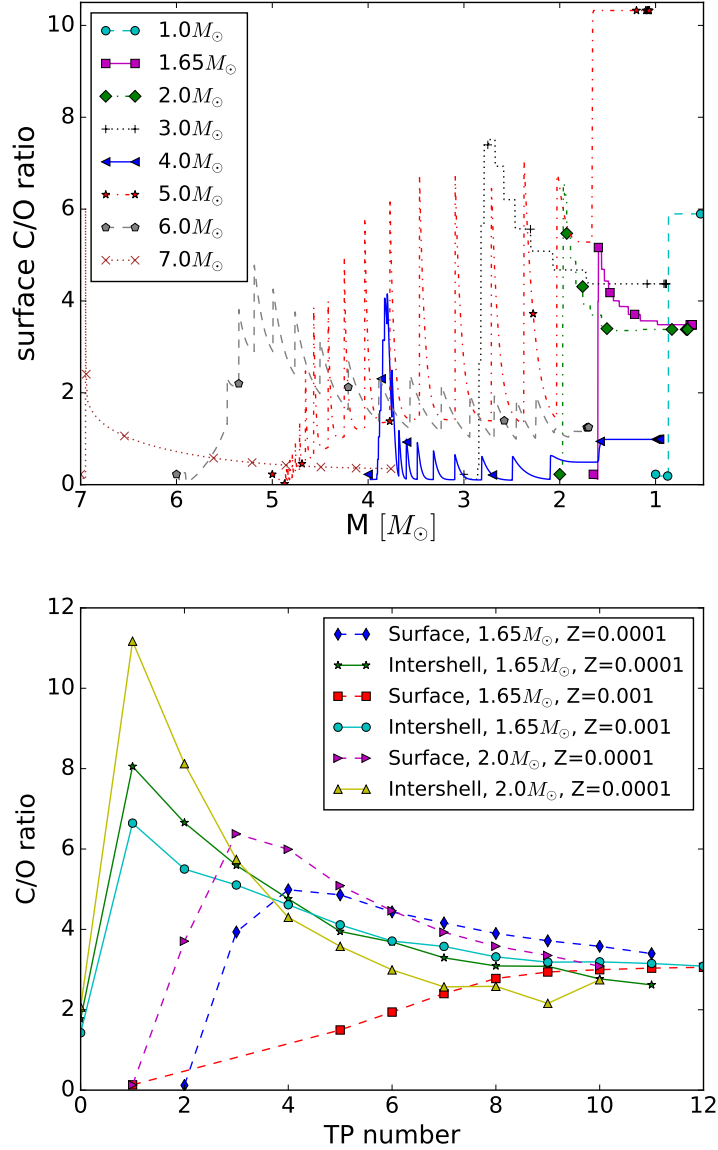 surface C/O ratio
10
8
6
4
2
0
1.0M☉
1.65M☉
2.0M☉
3.0M☉
4.0M☉
5.0M☉
6.0M☉
7.0M☉
7 6 5 4 3 2 1
M [M☉]
C/O ratio
12
10
8
6
4
2
0
Surface, 1.65M☉, Z=0.0001
Intershell, 1.65M☉, Z=0.0001
Surface, 1.65M☉, Z=0.001
Intershell, 1.65M☉, Z=0.001
Surface, 2.0M☉, Z=0.0001
Intershell, 2.0M☉, Z=0.0001
0 2 4 6 8 10 12
TP number